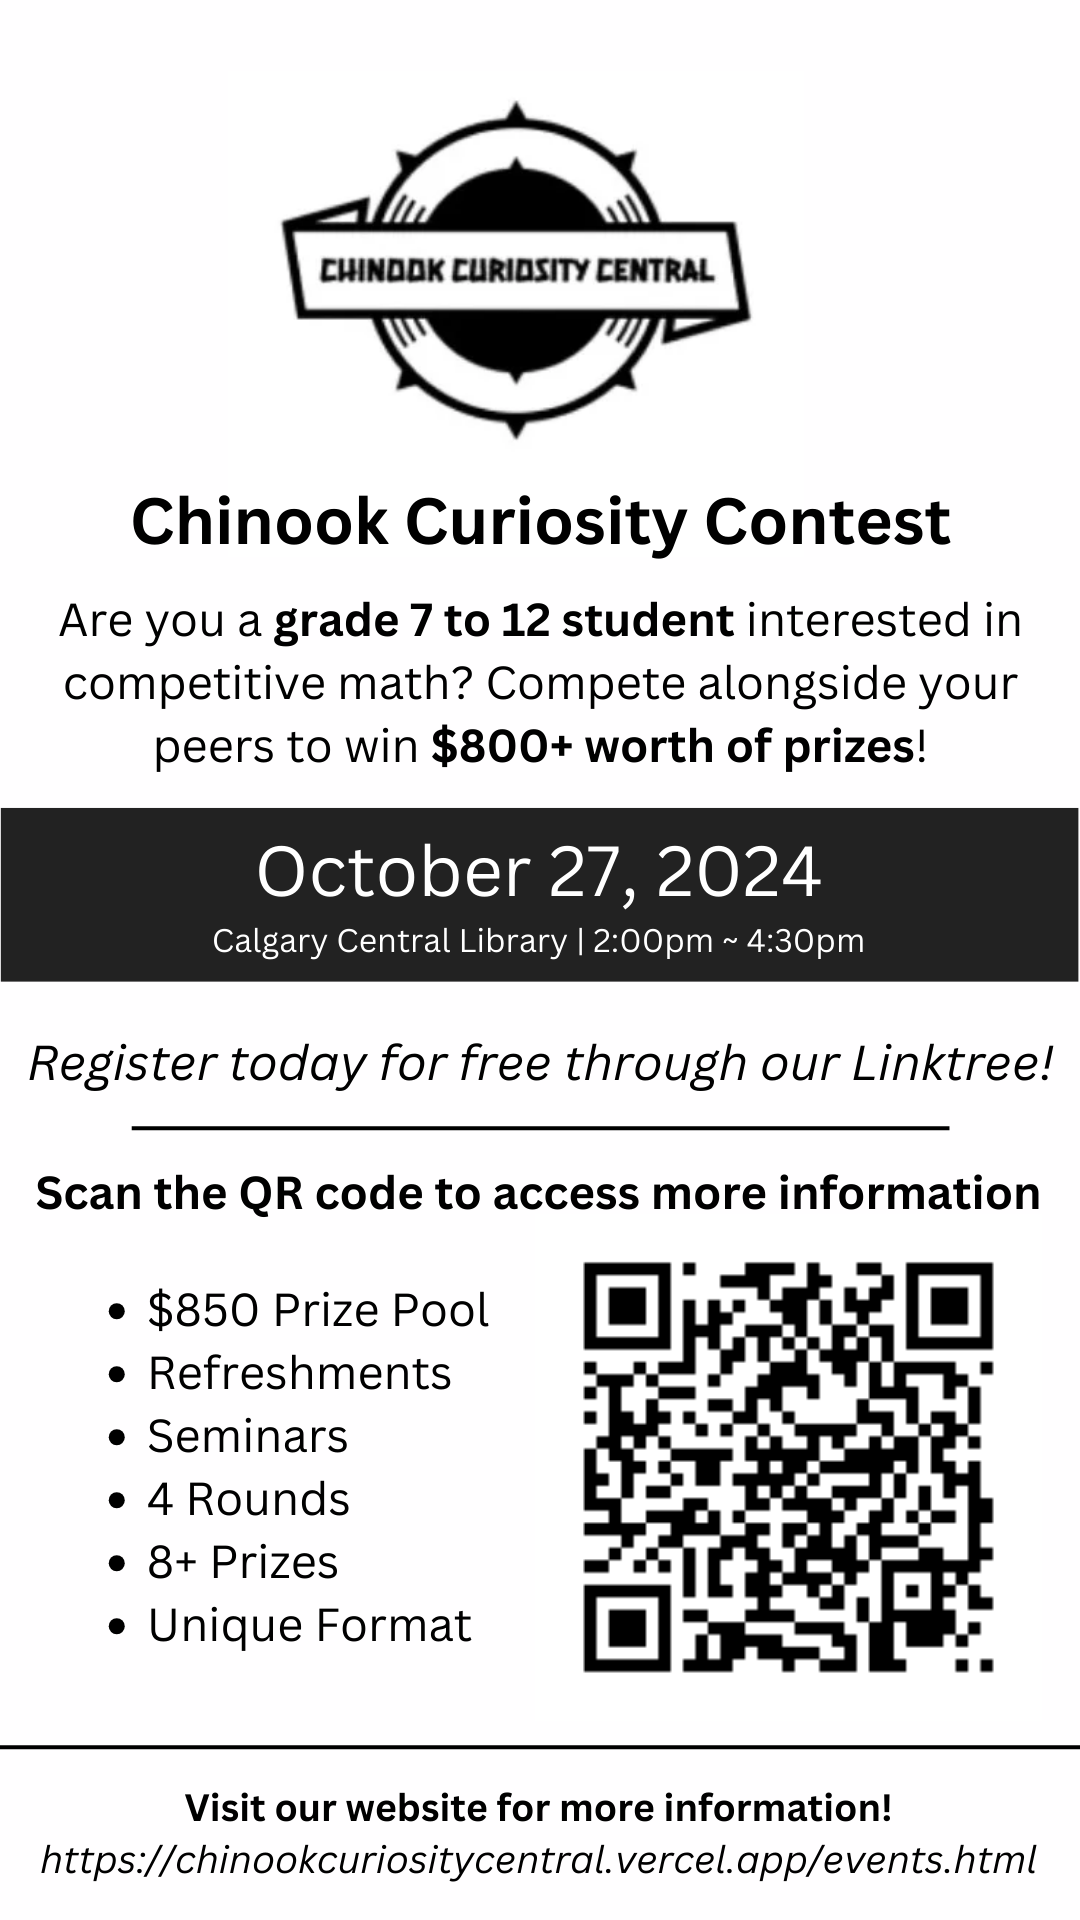 CHINOOK CURIOSITY CENTRAL
Chinook Curiosity Contest
Are you a grade 7 to 12 student interested in
competitive math? Compete alongside your
peers to win $800+ worth of prizes!
October 27, 2024
Calgary Central Library | 2:00pm ~ 4:30pm
Register today for free through our Linktree!
Scan the QR code to access more information
• $850 Prize Pool
• Refreshments
• Seminars
• 4 Rounds
• 8+ Prizes
• Unique Format
Visit our website for more information!
https://chinookcuriositycentral.vercel.app/events.html